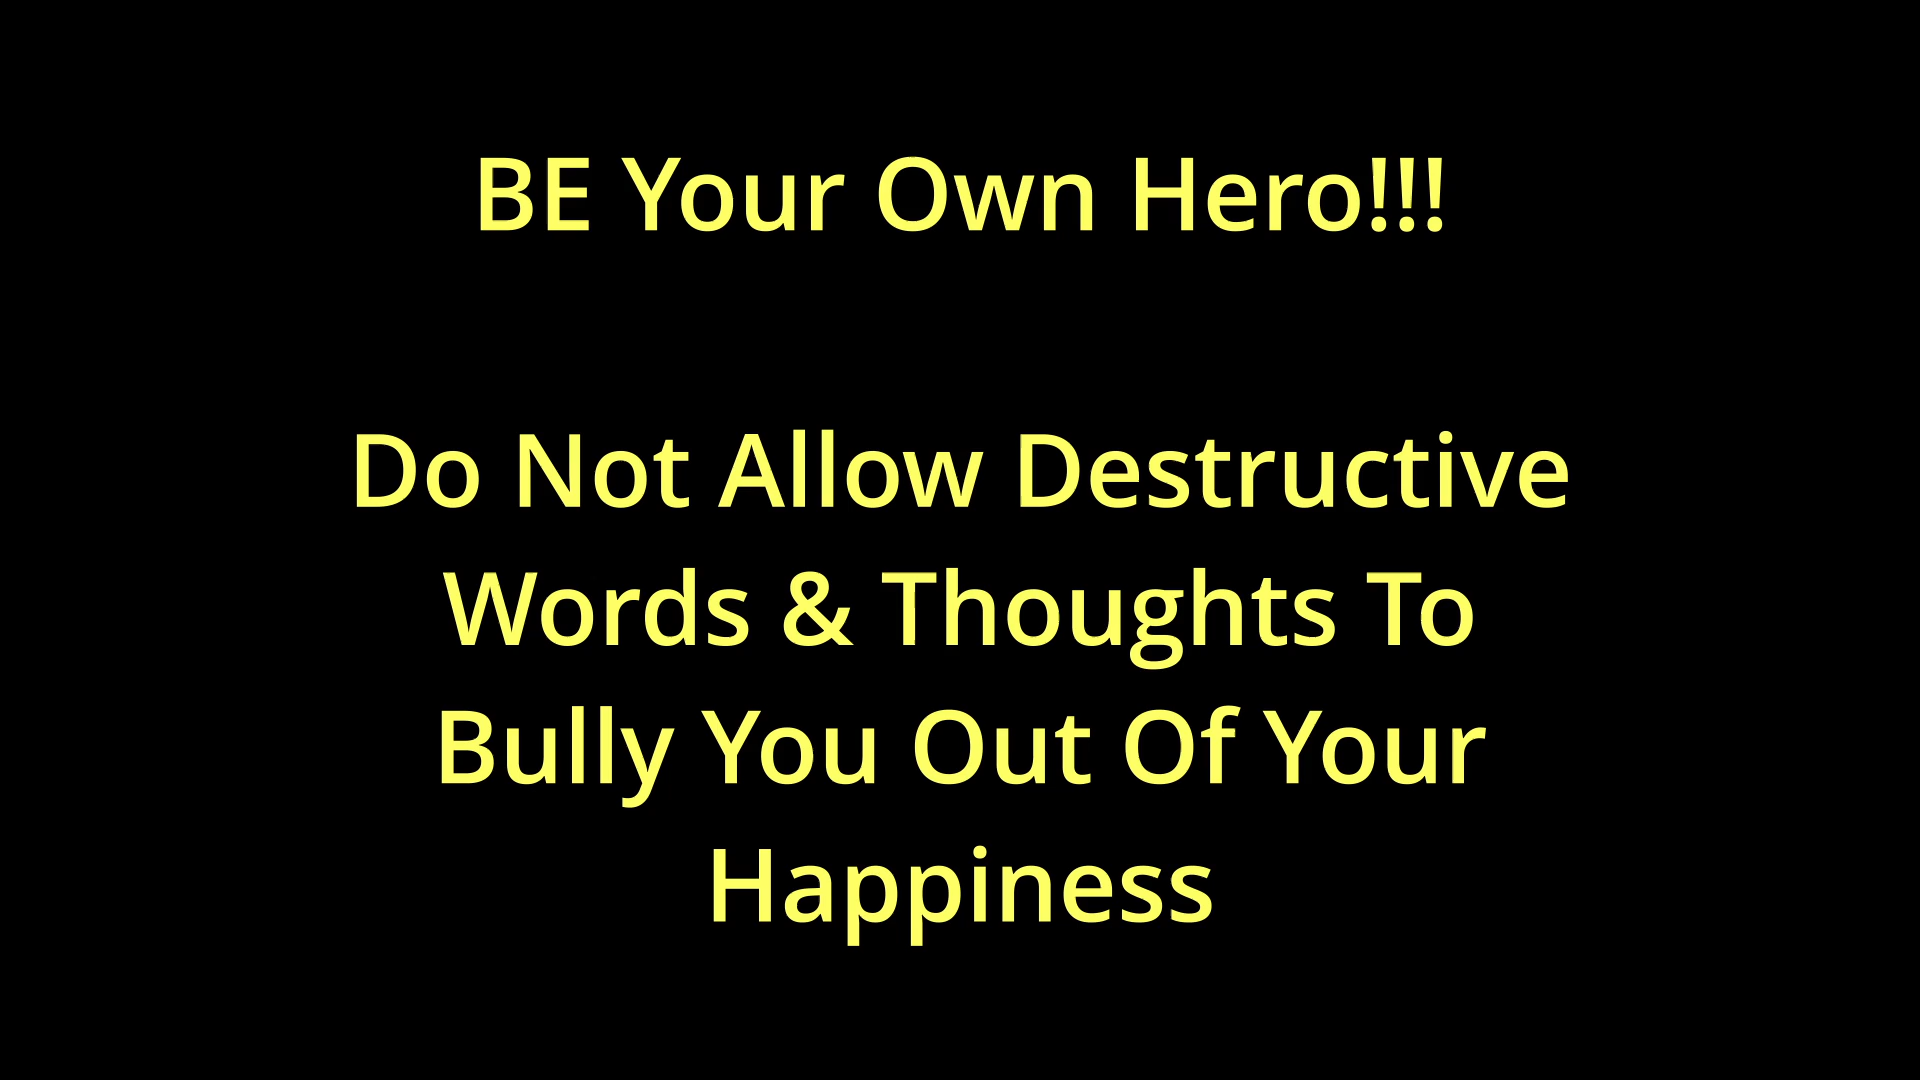 BE Your Own Hero!!!
Do Not Allow Destructive
Words & Thoughts To
Bully You Out Of Your
Happiness